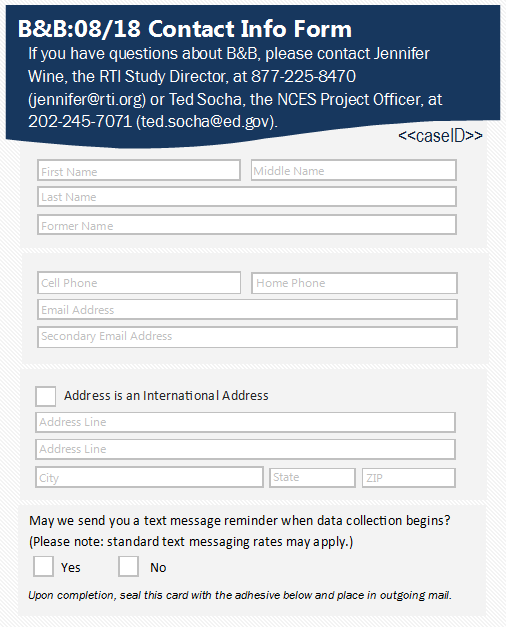 B&B:08/18 Contact Info Form
If you have questions about B&B, please contact Jennifer
Wine, the RTI Study Director, at 877-225-8470
(jennifer@rti.org) or Ted Socha, the NCES Project Officer, at
202-245-7071 (ted.socha@ed.gov).
<<caseID>>
First Name Middle Name
Last Name
Former Name
Cell Phone Home Phone
Email Address
Secondary Email Address
Address is an International Address
Address Line
Address Line
City State ZIP
May we send you a text message reminder when data collection begins?
(Please note: standard text messaging rates may apply.)
Yes No
Upon completion, seal this card with the adhesive below and place in outgoing mail.